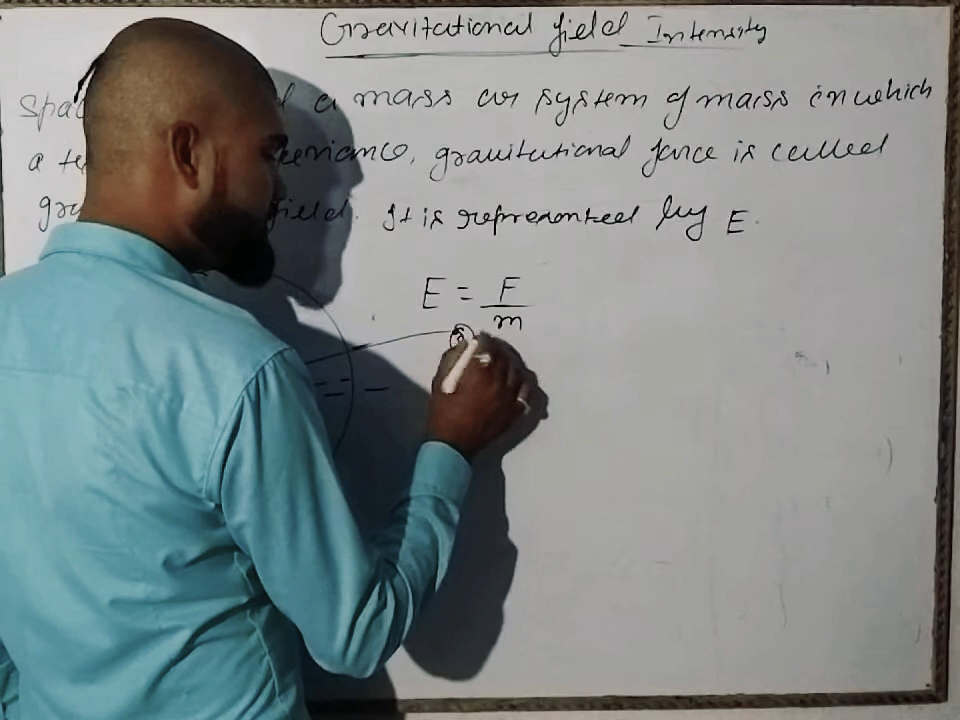 Gravitational field Intensity
a mass or system of mass in which
a gravitational force is called
field. It is represented by E.
E = F
m